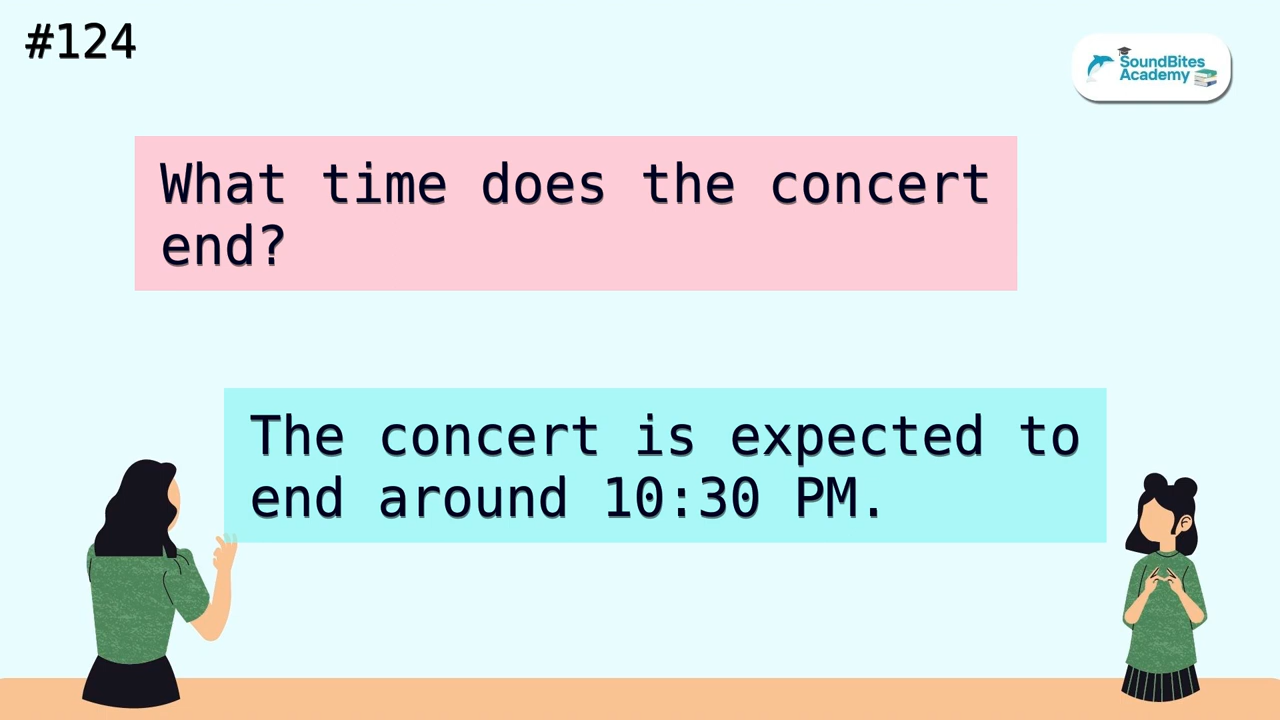 #124
SoundBites
Academy
What time does the concert
end?
The concert is expected to
end around 10:30 PM.